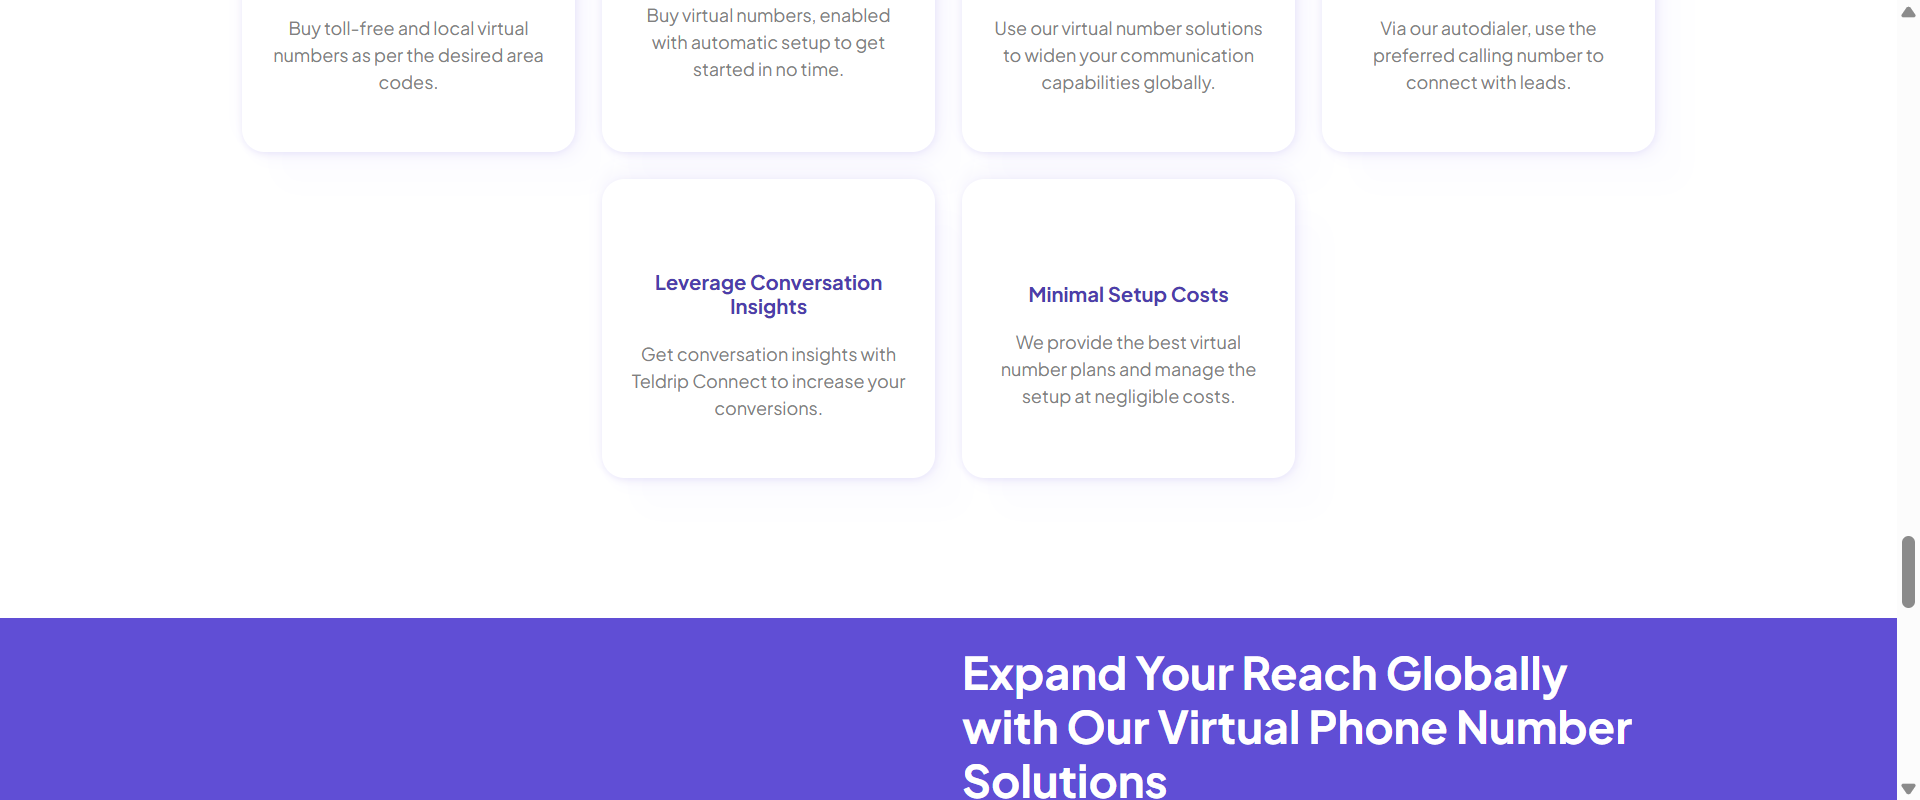 Buy toll-free and local virtual
numbers as per the desired area
codes.
Buy virtual numbers, enabled
with automatic setup to get
started in no time.
Use our virtual number solutions
to widen your communication
capabilities globally.
Via our autodialer, use the
preferred calling number to
connect with leads.
Leverage Conversation
Insights
Get conversation insights with
Teldrip Connect to increase your
conversions.
Minimal Setup Costs
We provide the best virtual
number plans and manage the
setup at negligible costs.
Expand Your Reach Globally
with Our Virtual Phone Number
Solutions